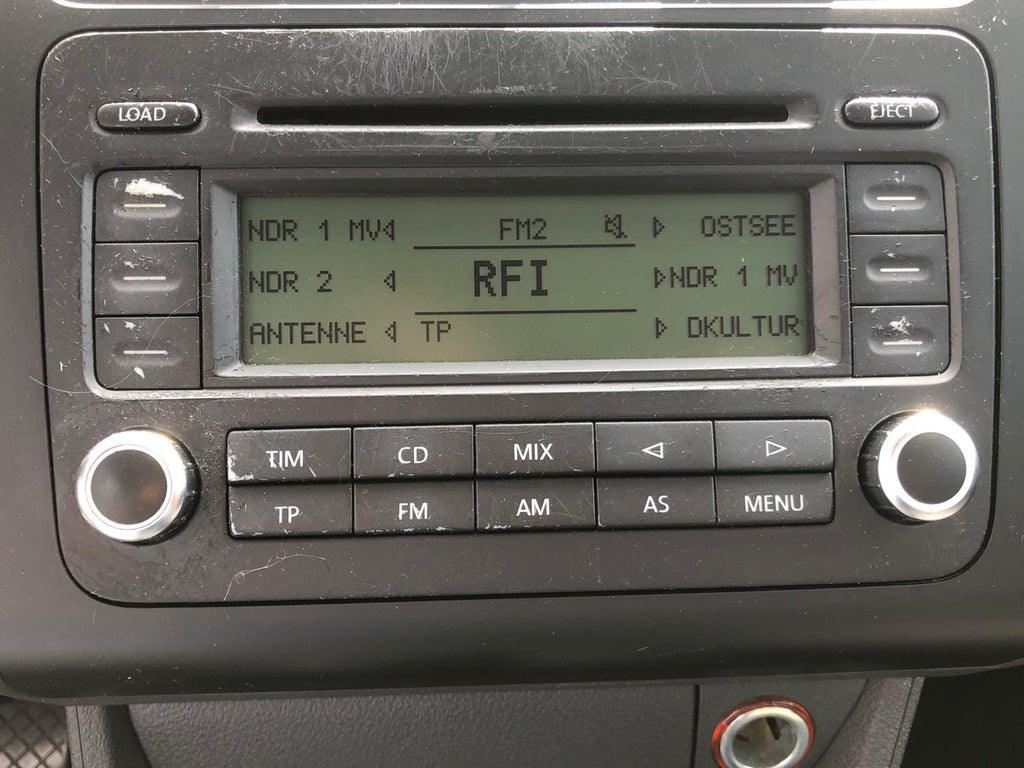 LOAD EJECT
NDR 1 MV FM2 OSTSEE
NDR 2 RFI NDR 1 MV
ANTENNE TP DKULTUR
TIM CD MIX
TP FM AM AS MENU